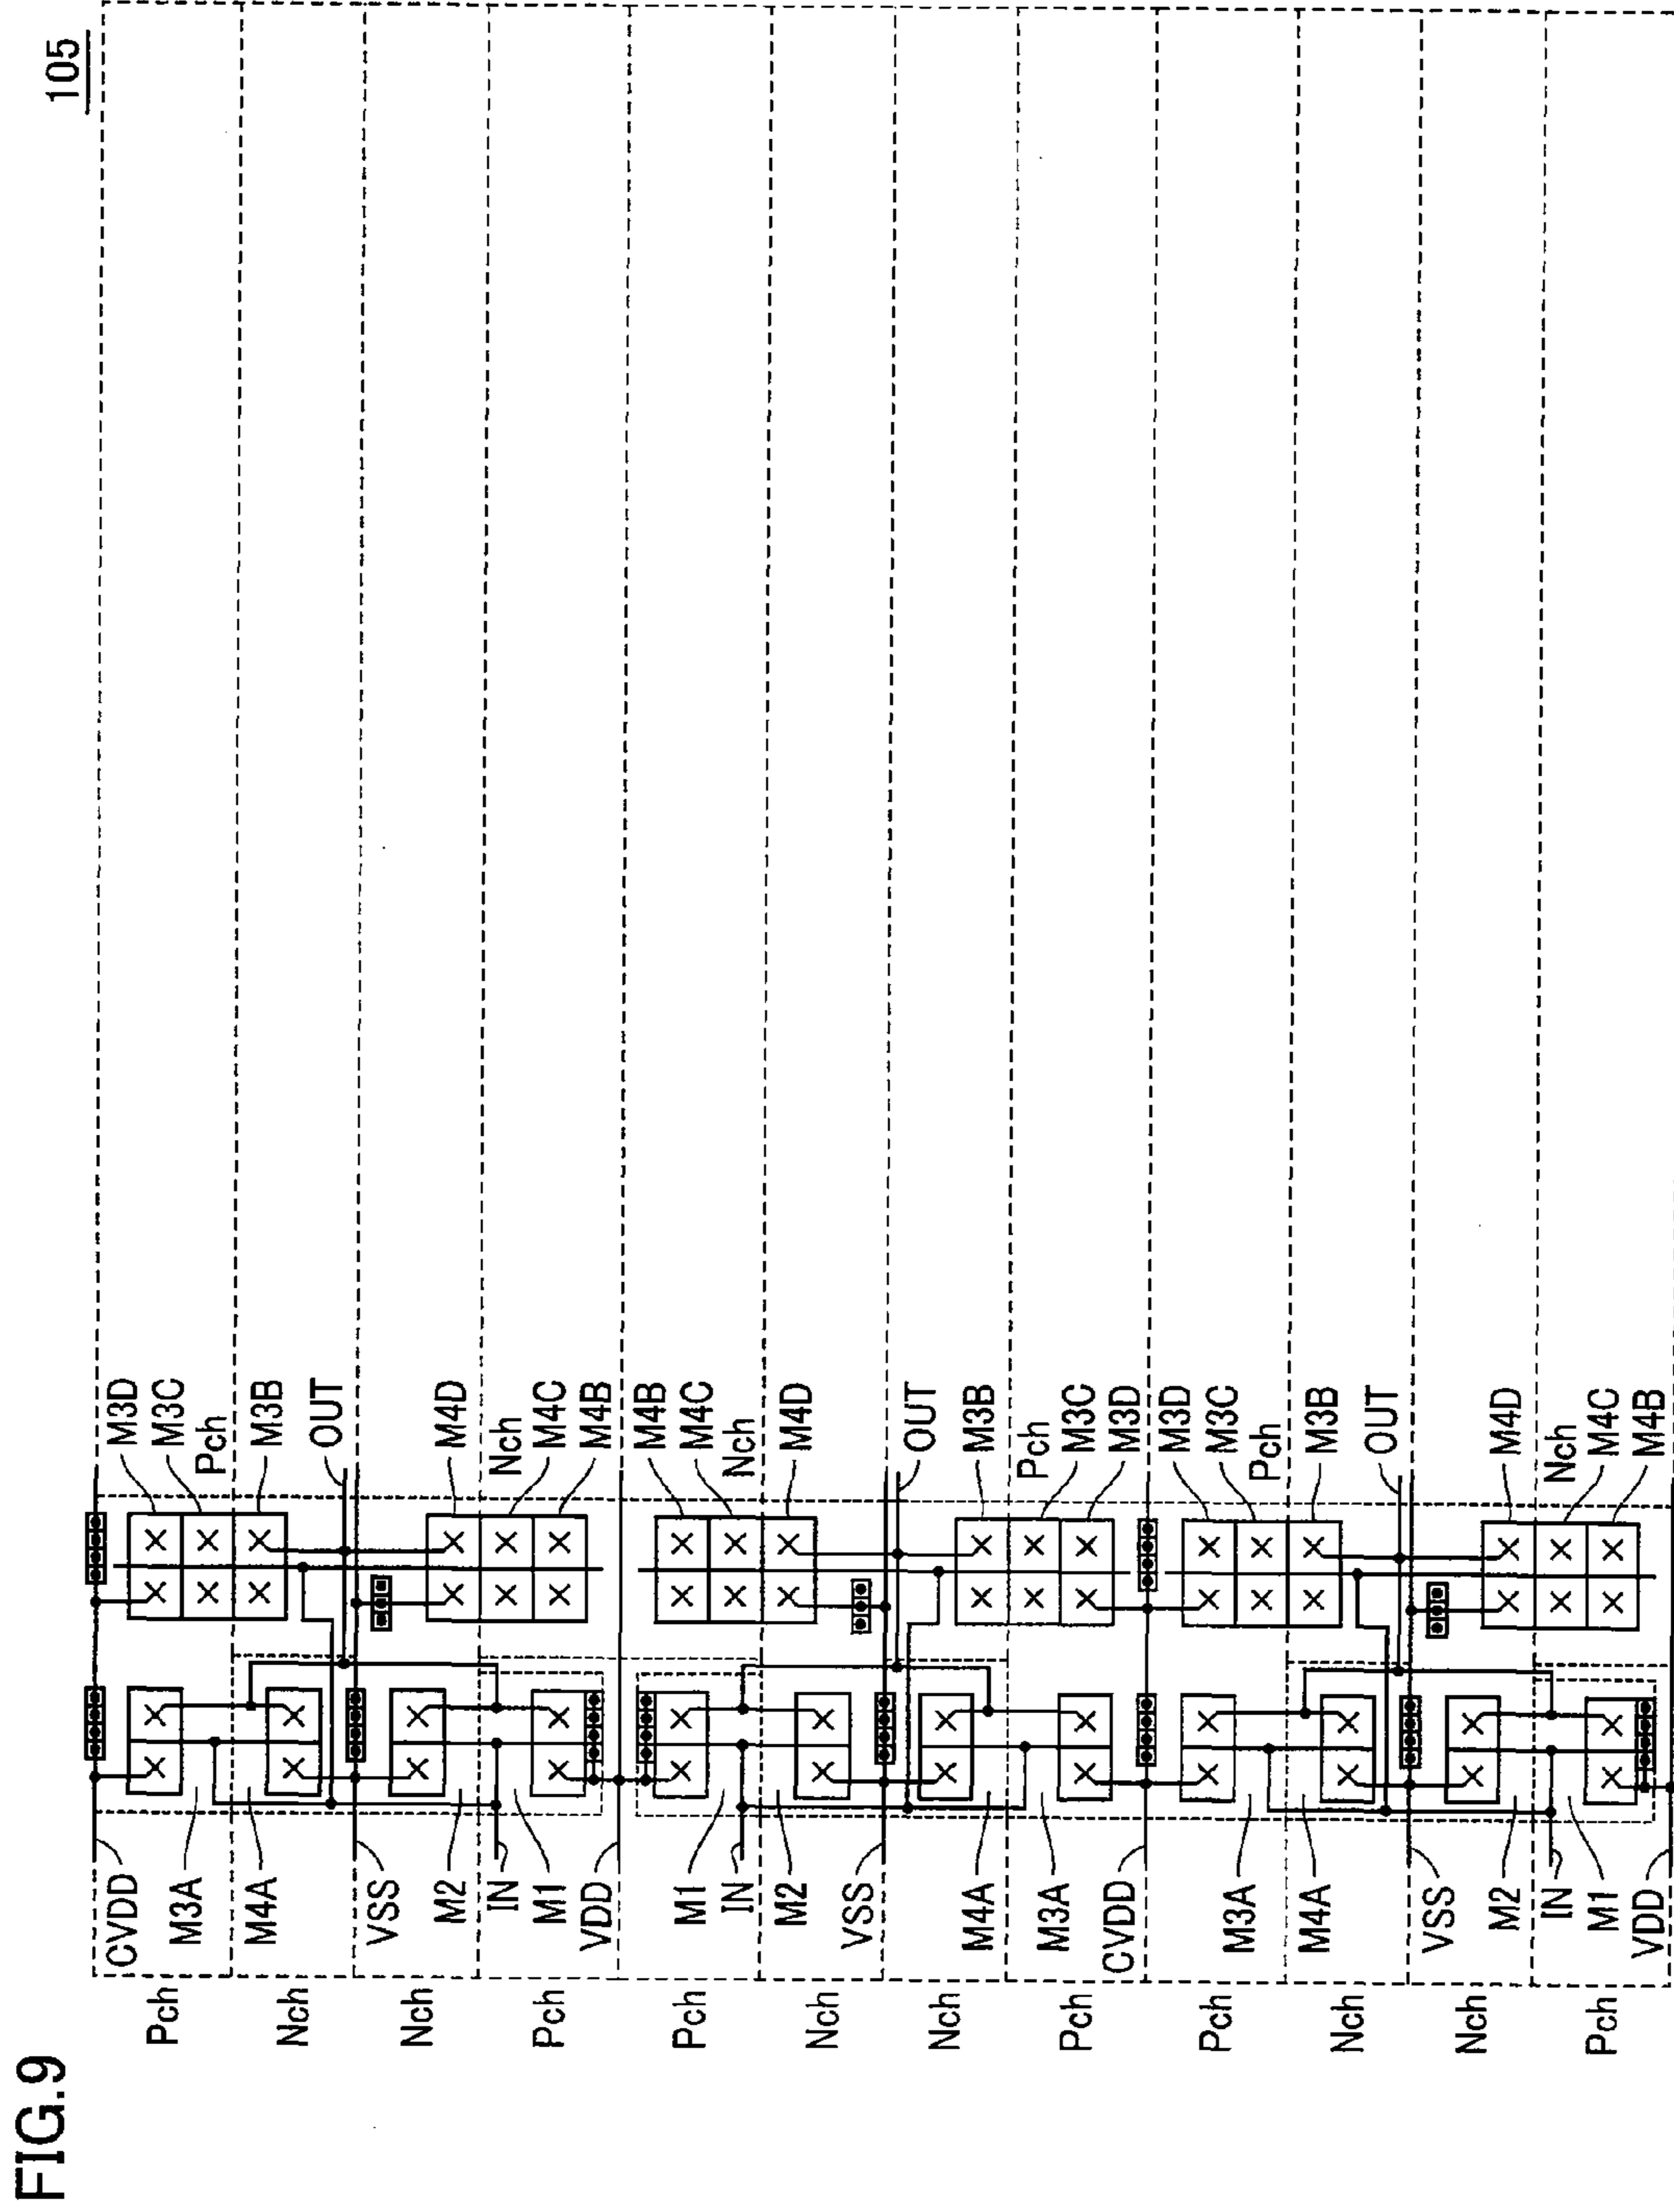 FIG.9
105
M3D
M3C
Pch
M3B
OUT
M4D
Nch
M4C
M4B
M4B
M4C
Nch
M4D
OUT
M3B
Pch
M3C
M3D
M3D
M3C
Pch
M3B
OUT
M4D
Nch
M4C
M4B
CVDD
M3A
M4A
VSS
M2
IN
M1
VDD
M1
IN
M2
VSS
M4A
M3A
CVDD
M3A
M4A
VSS
M2
IN
M1
VDD
Pch
Nch
Nch
Pch
Pch
Nch
Nch
Pch
Pch
Nch
Nch
Pch